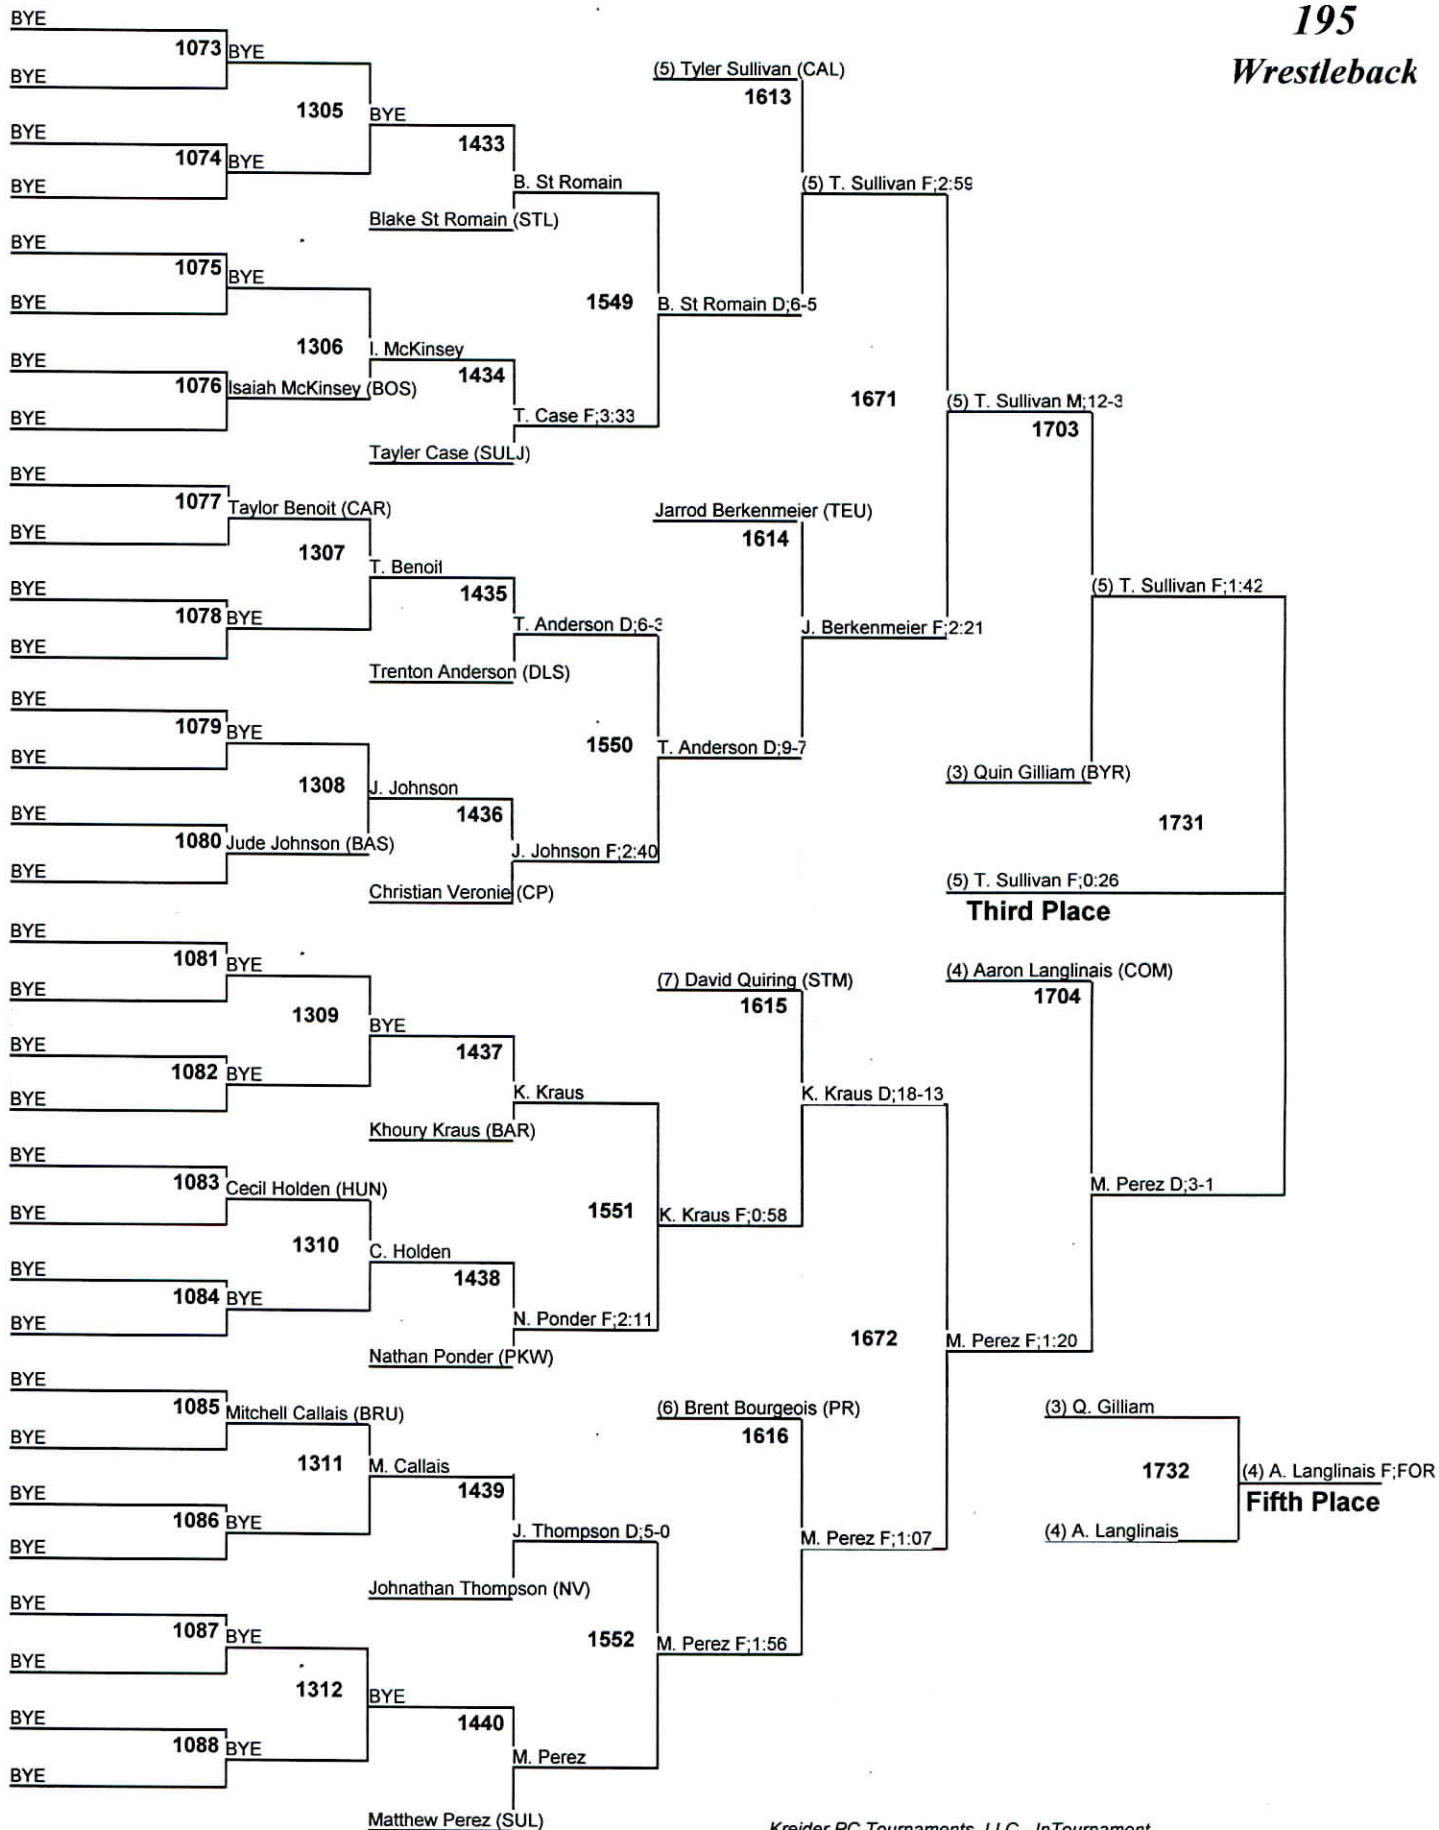 195
Wrestleback
BYE
1073 BYE
BYE
1305 BYE
BYE
1074 BYE
BYE
1433
B. St Romain
Blake St Romain (STL)
BYE
1075 BYE
BYE
1306 I. McKinsey
BYE
1076 Isaiah McKinsey (BOS)
BYE
1434
T. Case F;3:33
Tayler Case (SULJ)
1549 B. St Romain D;6-5
(5) Tyler Sullivan (CAL)
1613
(5) T. Sullivan F;2:59
BYE
1077 Taylor Benoit (CAR)
BYE
1307 T. Benoit
BYE
1078 BYE
BYE
1435
T. Anderson D;6-3
Trenton Anderson (DLS)
BYE
1079 BYE
BYE
1308 J. Johnson
BYE
1080 Jude Johnson (BAS)
BYE
1436
J. Johnson F;2:40
Christian Veronie (CP)
1550 T. Anderson D;9-7
Jarrod Berkenmeier (TEU)
1614
J. Berkenmeier F;2:21
1671 (5) T. Sullivan M;12-3
1703
(5) T. Sullivan F;1:42
(3) Quin Gilliam (BYR)
1731
(5) T. Sullivan F;0:26
Third Place
BYE
1081 BYE
BYE
1309 BYE
BYE
1082 BYE
BYE
1437
K. Kraus
Khoury Kraus (BAR)
BYE
1083 Cecil Holden (HUN)
BYE
1310 C. Holden
BYE
1084 BYE
BYE
1438
N. Ponder F;2:11
Nathan Ponder (PKW)
1551 K. Kraus F;0:58
(7) David Quiring (STM)
1615
K. Kraus D;18-13
BYE
1085 Mitchell Callais (BRU)
BYE
1311 M. Callais
BYE
1086 BYE
BYE
1439
J. Thompson D;5-0
Johnathan Thompson (NV)
BYE
1087 BYE
BYE
1312 BYE
BYE
1088 BYE
BYE
1440
M. Perez
Matthew Perez (SUL)
1552 M. Perez F;1:56
(6) Brent Bourgeois (PR)
1616
M. Perez F;1:07
1672 M. Perez F;1:20
(4) Aaron Langlinais (COM)
1704
M. Perez D;3-1
(3) Q. Gilliam
1732 (4) A. Langlinais F;FOR
Fifth Place
(4) A. Langlinais
Kreider PC Tournaments, LLC - InTournament